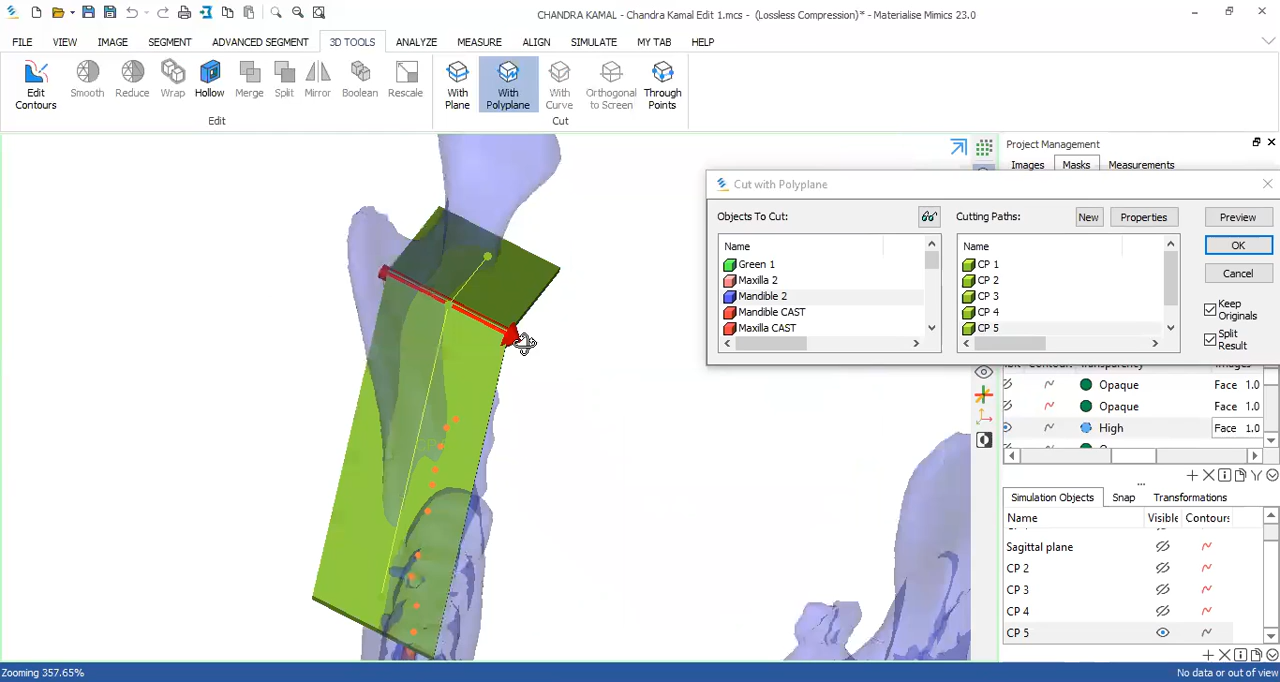 CHANDRA KAMAL - Chandra Kamal Edit 1.mcs - (Lossless Compression)* - Materialise Mimics 23.0
FILE VIEW IMAGE SEGMENT ADVANCED SEGMENT 3D TOOLS ANALYZE MEASURE ALIGN SIMULATE MY TAB HELP
Edit Contours Smooth Reduce Wrap Hollow Merge Split Mirror Boolean Rescale With Plane With Polyplane With Curve Orthogonal to Screen Through Points
Edit Cut
Project Management
Images Masks Measurements
Cut with Polyplane
Objects To Cut: Cutting Paths: New Properties Preview
Name Name OK
Green 1 CP 1
Maxilla 2 CP 2 Cancel
Mandible 2 CP 3
Mandible CAST CP 4 Keep Originals
Maxilla CAST CP 5 Split Result
Opaque Face 1.0
Opaque Face 1.0
High Face 1.0
Simulation Objects Snap Transformations
Name Visible Contours
Sagittal plane
CP 2
CP 3
CP 4
CP 5
Zooming 357.65% No data or out of view